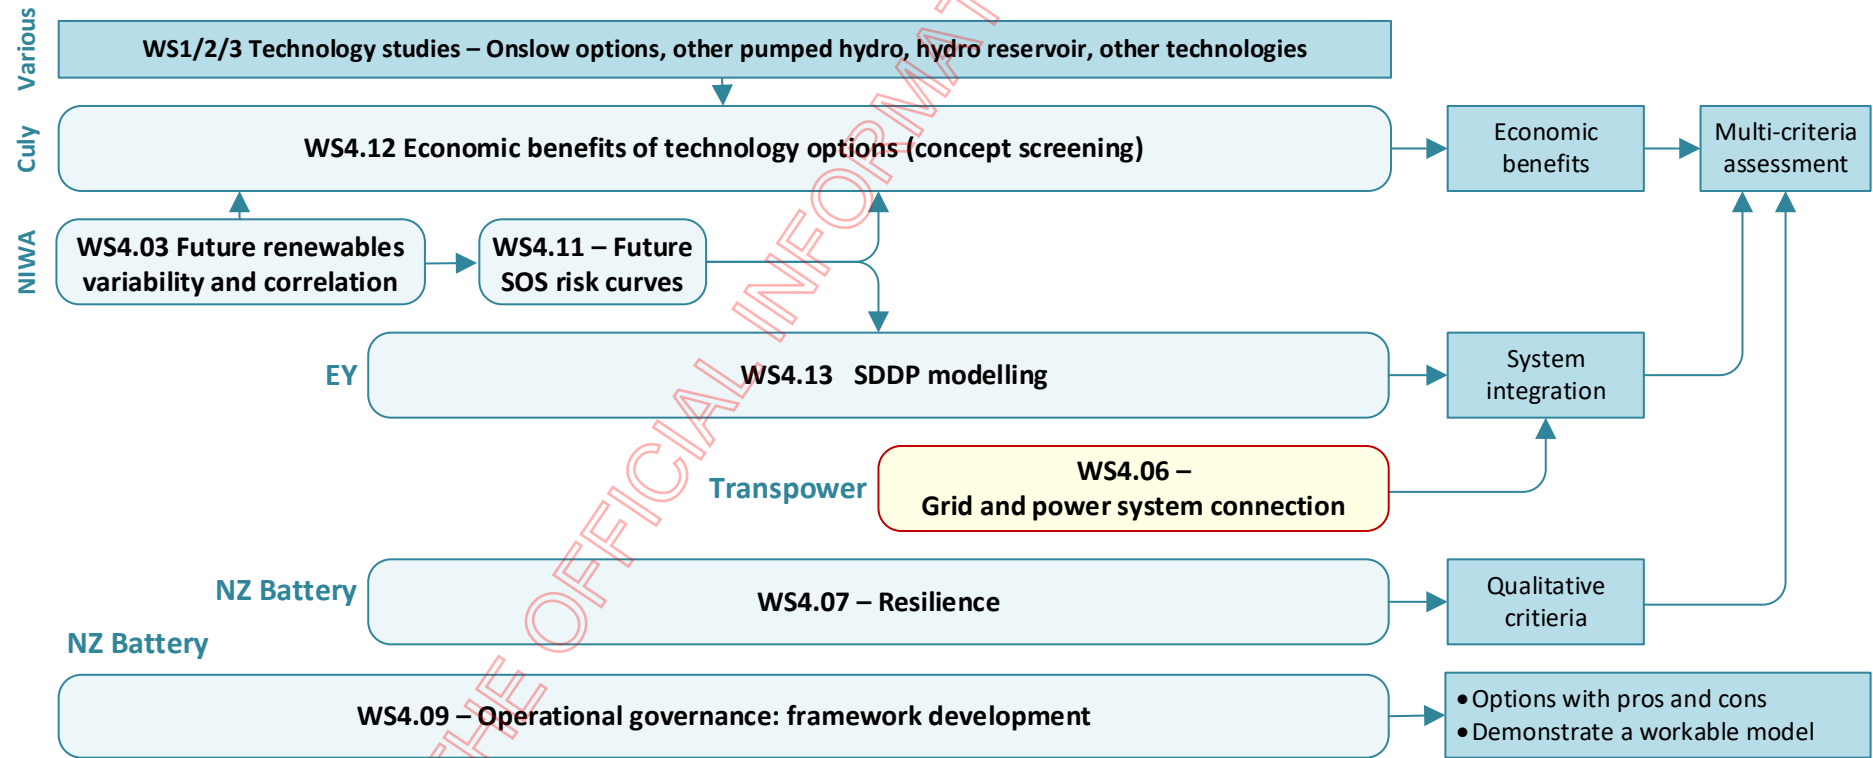 Various
WS1/2/3 Technology studies – Onslow options, other pumped hydro, hydro reservoir, other technologies
Culy
WS4.12 Economic benefits of technology options (concept screening)
Economic
benefits
Multi-criteria
assessment
NIWA
WS4.03 Future renewables
variability and correlation
WS4.11 – Future
SOS risk curves
EY
WS4.13 SDDP modelling
System
integration
Transpower
WS4.06 –
Grid and power system connection
NZ Battery
WS4.07 – Resilience
Qualitative
critieria
NZ Battery
WS4.09 – Operational governance: framework development
• Options with pros and cons
• Demonstrate a workable model
THE OFFICIAL INFORMAT